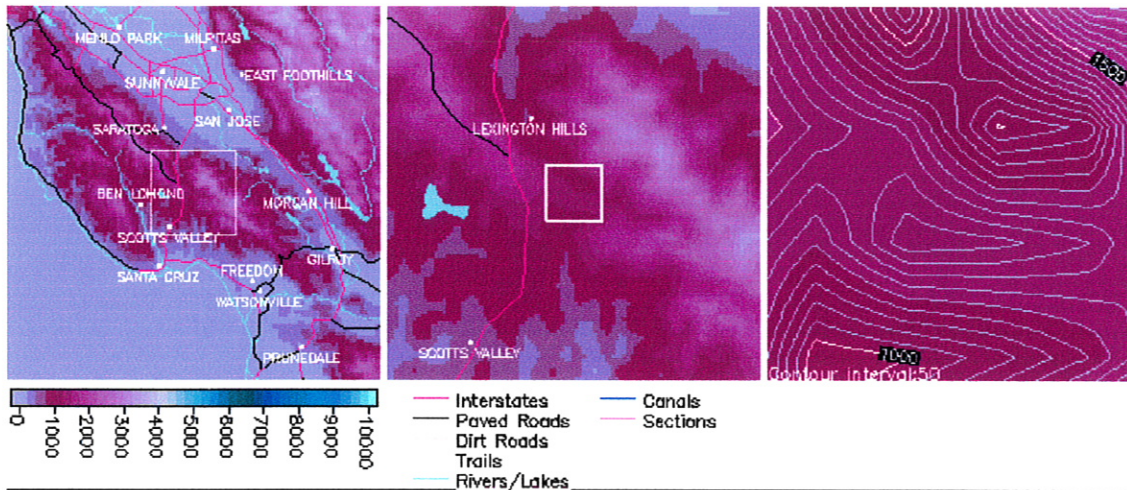 MENLO PARK
MILPITAS
EAST FOOTHILLS
SUNNYVALE
SAN JOSE
SARATOGA
BEN LOMOND
MORGAN HILL
SCOTTS VALLEY
SANTA CRUZ
FREEDOM
GILROY
WATSONVILLE
PRUNEDALE
LEXINGTON HILLS
SCOTTS VALLEY
1500
1000
Contour interval:50
0
1000
2000
3000
4000
5000
6000
7000
8000
9000
10000
Interstates
Paved Roads
Dirt Roads
Trails
Rivers/Lakes
Canals
Sections